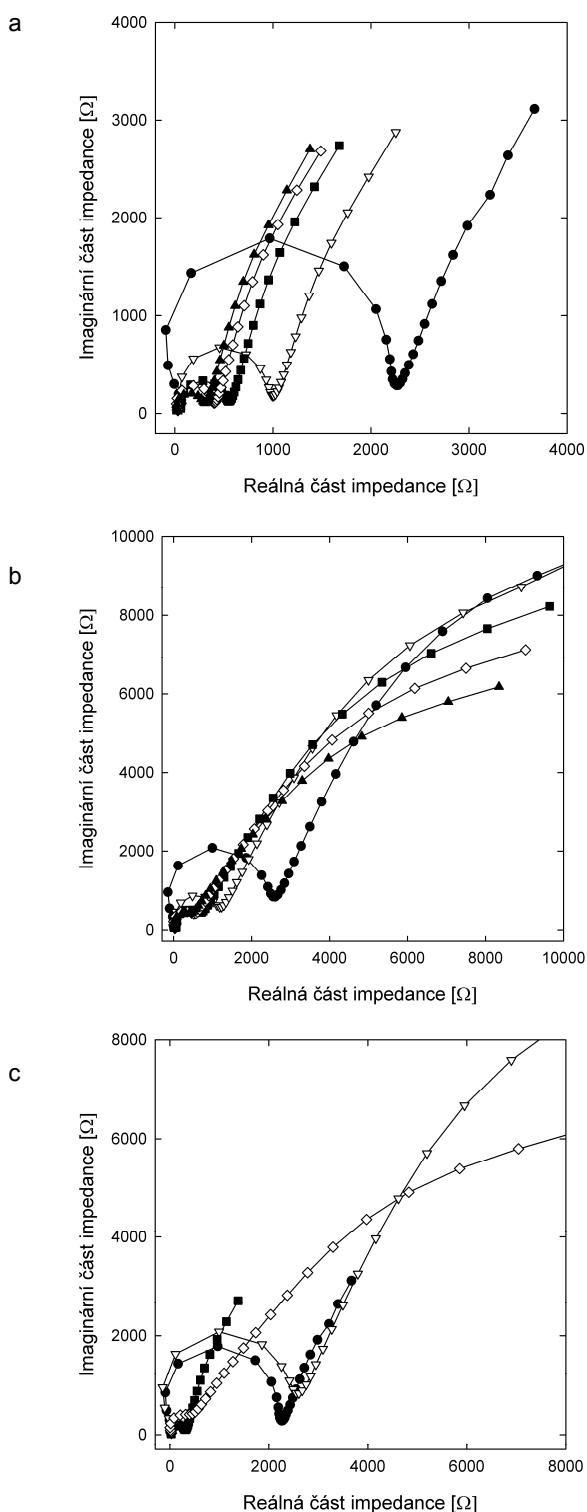 a
4000
3000
2000
1000
0
Imaginární část impedance [Ω]
0 1000 2000 3000 4000
Reálná část impedance [Ω]
b
10000
8000
6000
4000
2000
0
Imaginární část impedance [Ω]
0 2000 4000 6000 8000 10000
Reálná část impedance [Ω]
c
8000
6000
4000
2000
0
Imaginární část impedance [Ω]
0 2000 4000 6000 8000
Reálná část impedance [Ω]